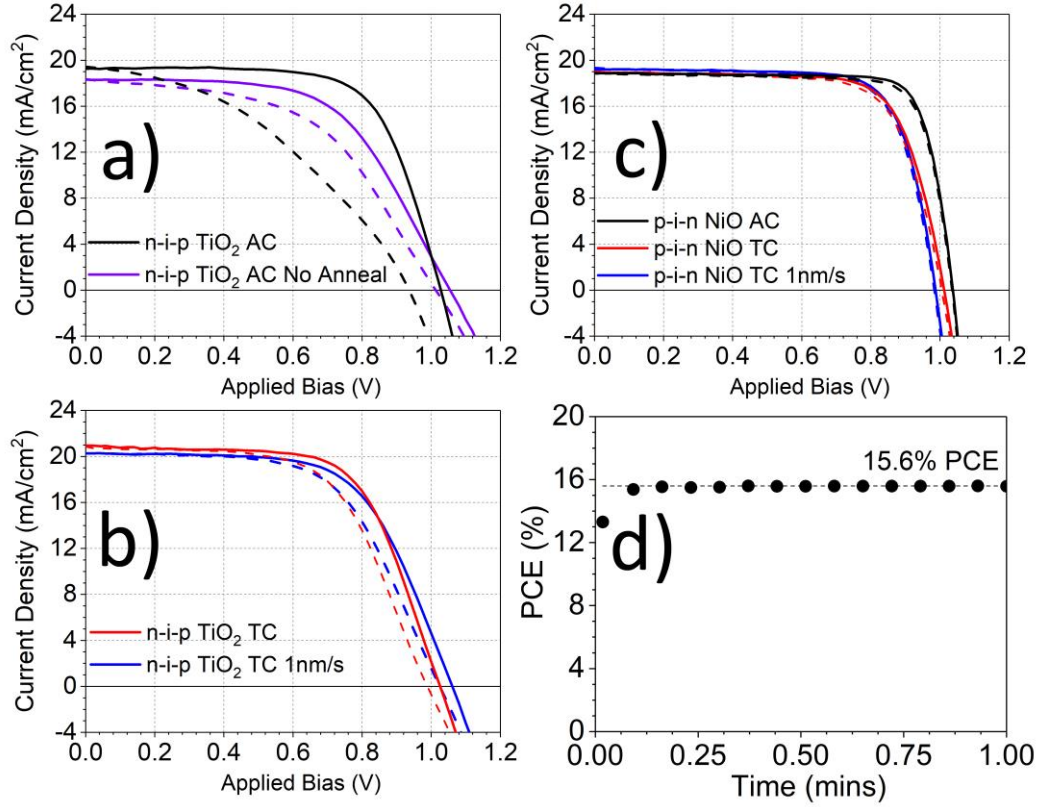 24
20
16
12
8
4
0
-4
Current Density (mA/cm²)
a)
n-i-p TiO₂ AC
n-i-p TiO₂ AC No Anneal
0.0 0.2 0.4 0.6 0.8 1.0 1.2
Applied Bias (V)
24
20
16
12
8
4
0
-4
Current Density (mA/cm²)
c)
p-i-n NiO AC
p-i-n NiO TC
p-i-n NiO TC 1nm/s
0.0 0.2 0.4 0.6 0.8 1.0 1.2
Applied Bias (V)
24
20
16
12
8
4
0
-4
Current Density (mA/cm²)
b)
n-i-p TiO₂ TC
n-i-p TiO₂ TC 1nm/s
0.0 0.2 0.4 0.6 0.8 1.0 1.2
Applied Bias (V)
20
16
12
8
4
0
PCE (%)
15.6% PCE
d)
0.00 0.25 0.50 0.75 1.00
Time (mins)